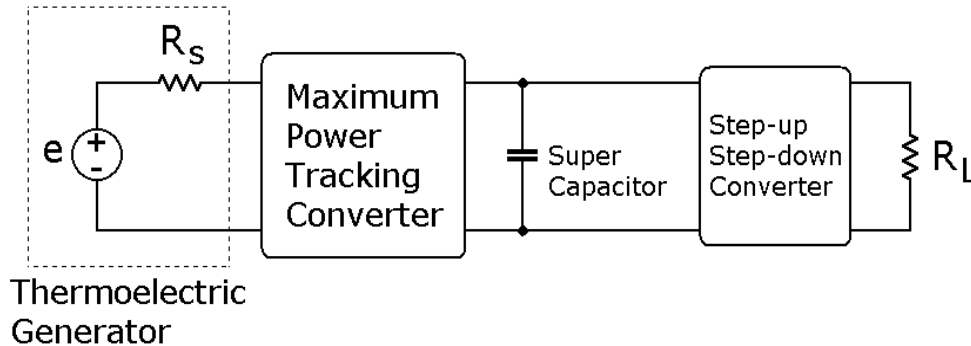 R_S
e
+
-
Maximum
Power
Tracking
Converter
Super
Capacitor
Step-up
Step-down
Converter
R_L
Thermoelectric
Generator